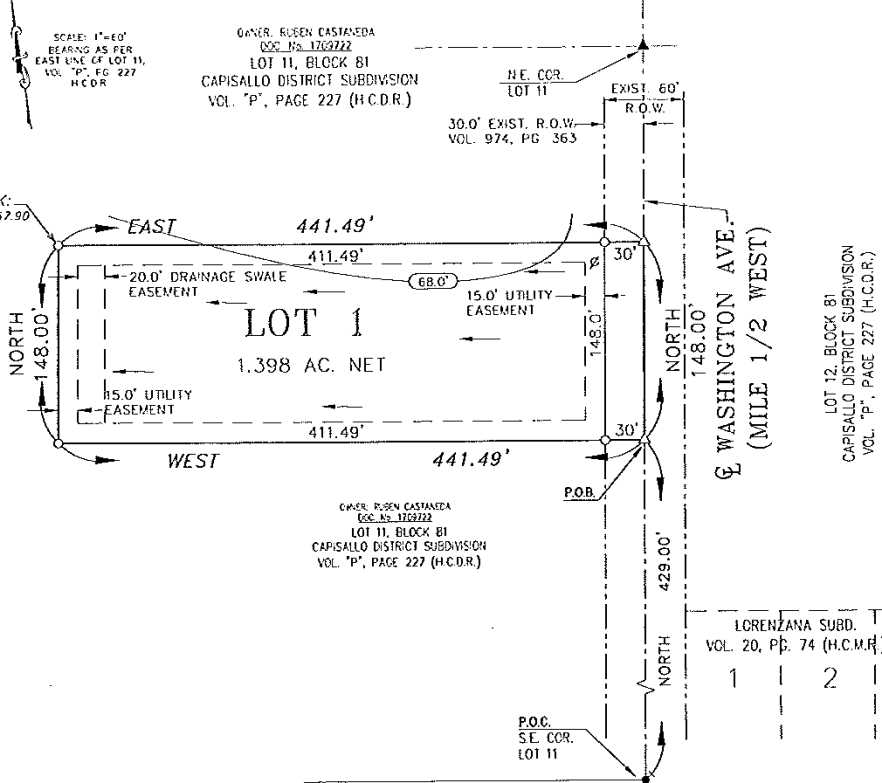 SCALE: 1"=60'
BEARING AS PER
EAST LINE OF LOT 11,
VOL. "P", PG 227
H.C.D.R
OWNER: RUBEN CASTANEDA
DOC. No. 1709722
LOT 11, BLOCK 81
CAPISALLO DISTRICT SUBDIVISION
VOL. "P", PAGE 227 (H.C.D.R.)
N.E. COR.
LOT 11
EXIST. 60'
R.O.W.
30.0' EXIST. R.O.W.
VOL. 974, PG 363
K:
67.90
EAST
441.49'
411.49'
30'
20.0' DRAINAGE SWALE
EASEMENT
68.0'
15.0' UTILITY
EASEMENT
LOT 1
1.398 AC. NET
148.0'
NORTH
148.00'
NORTH
148.00'
15.0' UTILITY
EASEMENT
411.49'
30'
WEST
441.49'
P.O.B.
℄ WASHINGTON AVE.
(MILE 1/2 WEST)
LOT 12, BLOCK 81
CAPISALLO DISTRICT SUBDIVISION
VOL. "P", PAGE 227 (H.C.D.R.)
OWNER: RUBEN CASTANEDA
DOC. No. 1709722
LOT 11, BLOCK 81
CAPISALLO DISTRICT SUBDIVISION
VOL. "P", PAGE 227 (H.C.D.R.)
429.00'
NORTH
LORENZANA SUBD.
VOL. 20, PG. 74 (H.C.M.R.)
1 2
P.O.C.
S.E. COR.
LOT 11